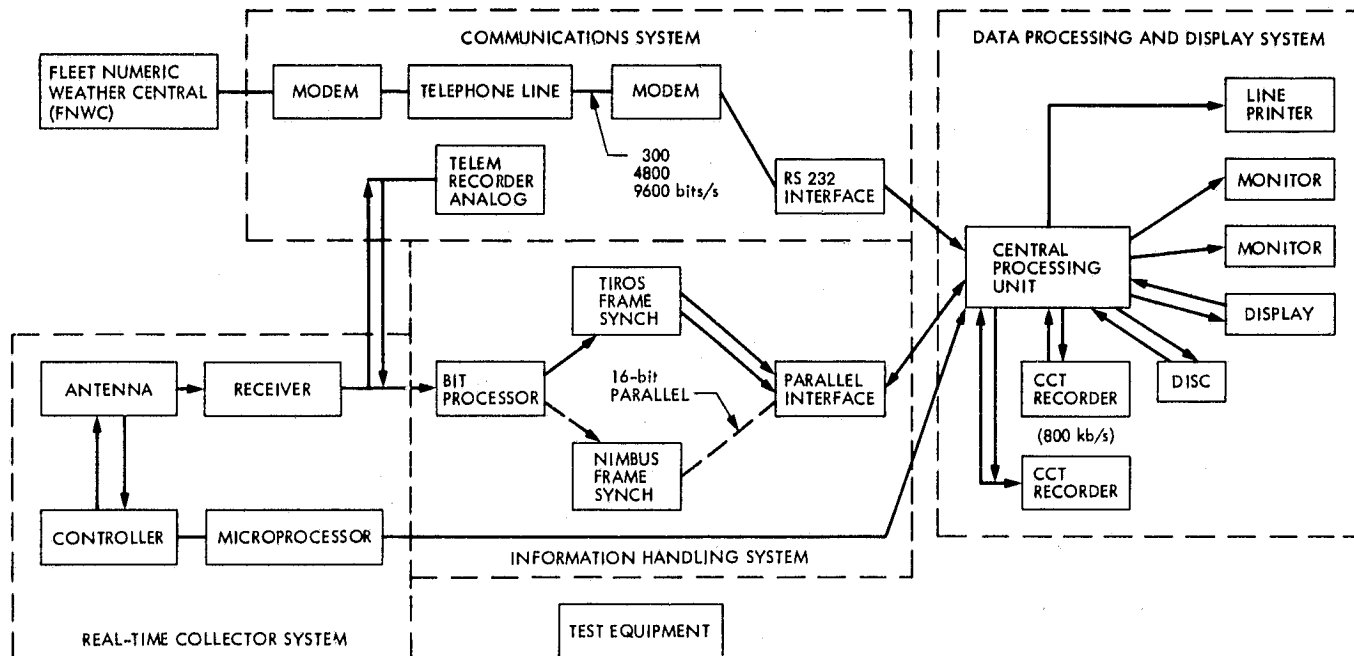 COMMUNICATIONS SYSTEM
DATA PROCESSING AND DISPLAY SYSTEM
FLEET NUMERIC
WEATHER CENTRAL
(FNWC)
MODEM
TELEPHONE LINE
MODEM
LINE
PRINTER
300
4800
9600 bits/s
TELEM
RECORDER
ANALOG
RS 232
INTERFACE
MONITOR
MONITOR
CENTRAL
PROCESSING
UNIT
DISPLAY
TIROS
FRAME
SYNCH
ANTENNA
RECEIVER
BIT
PROCESSOR
16-bit
PARALLEL
PARALLEL
INTERFACE
CCT
RECORDER
(800 kb/s)
DISC
NIMBUS
FRAME
SYNCH
CCT
RECORDER
CONTROLLER
MICROPROCESSOR
INFORMATION HANDLING SYSTEM
REAL-TIME COLLECTOR SYSTEM
TEST EQUIPMENT